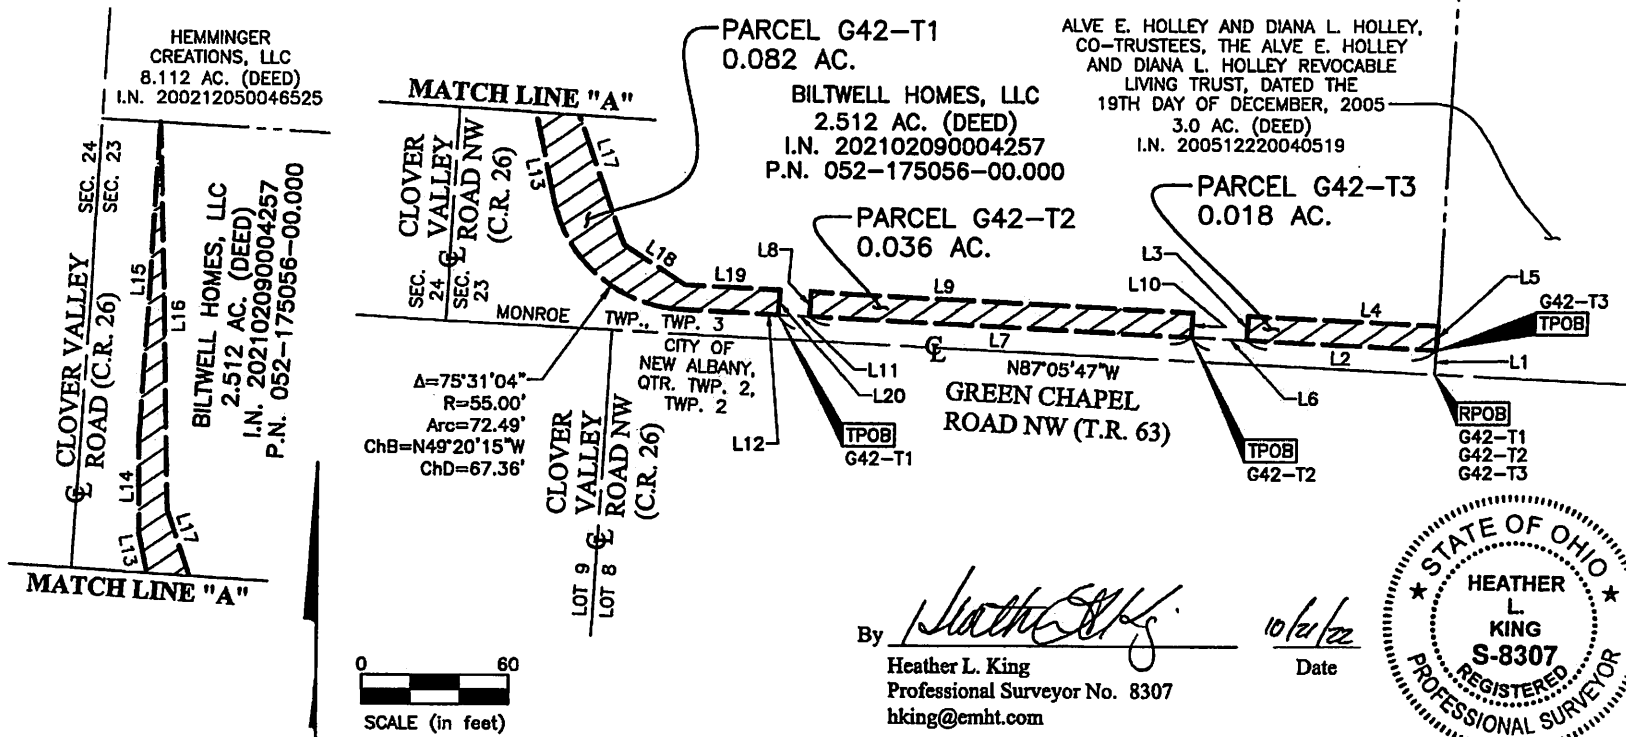 HEMMINGER
CREATIONS, LLC
8.112 AC. (DEED)
I.N. 200212050046525
SEC. 24
SEC. 23
CLOVER VALLEY
ROAD (C.R. 26)
℄
L15
L16
L14
L13
L17
BILTWELL HOMES, LLC
2.512 AC. (DEED)
I.N. 202102090004257
P.N. 052-175056-00.000
MATCH LINE "A"
MATCH LINE "A"
PARCEL G42-T1
0.082 AC.
BILTWELL HOMES, LLC
2.512 AC. (DEED)
I.N. 202102090004257
P.N. 052-175056-00.000
ALVE E. HOLLEY AND DIANA L. HOLLEY,
CO-TRUSTEES, THE ALVE E. HOLLEY
AND DIANA L. HOLLEY REVOCABLE
LIVING TRUST, DATED THE
19TH DAY OF DECEMBER, 2005
3.0 AC. (DEED)
I.N. 200512220040519
CLOVER
VALLEY
ROAD NW
(C.R. 26)
℄
SEC.
24
SEC.
23
L13
L17
L18
L19
L8
L9
PARCEL G42-T2
0.036 AC.
PARCEL G42-T3
0.018 AC.
L3
L10
L4
L5
G42-T3
TPOB
L1
L2
L6
L7
L11
L20
L12
MONROE TWP., TWP. 3
CITY OF
NEW ALBANY,
QTR. TWP. 2,
TWP. 2
℄
N87°05'47"W
GREEN CHAPEL
ROAD NW (T.R. 63)
Δ=75°31'04"
R=55.00'
Arc=72.49'
ChB=N49°20'15"W
ChD=67.36'
TPOB
G42-T1
TPOB
G42-T2
RPOB
G42-T1
G42-T2
G42-T3
CLOVER
VALLEY
ROAD NW
(C.R. 26)
℄
LOT 9
LOT 8
0 60
SCALE (in feet)
By
10/21/22
Heather L. King
Date
Professional Surveyor No. 8307
hking@emht.com
STATE OF OHIO
HEATHER
L.
KING
S-8307
REGISTERED
PROFESSIONAL SURVEYOR